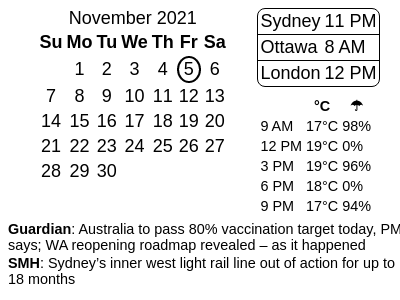 November 2021
Su Mo Tu We Th Fr Sa
1 2 3 4 5 6
7 8 9 10 11 12 13
14 15 16 17 18 19 20
21 22 23 24 25 26 27
28 29 30
Sydney 11 PM
Ottawa 8 AM
London 12 PM
°C ☂
9 AM 17°C 98%
12 PM 19°C 0%
3 PM 19°C 96%
6 PM 18°C 0%
9 PM 17°C 94%
Guardian: Australia to pass 80% vaccination target today, PM
says; WA reopening roadmap revealed – as it happened
SMH: Sydney’s inner west light rail line out of action for up to
18 months